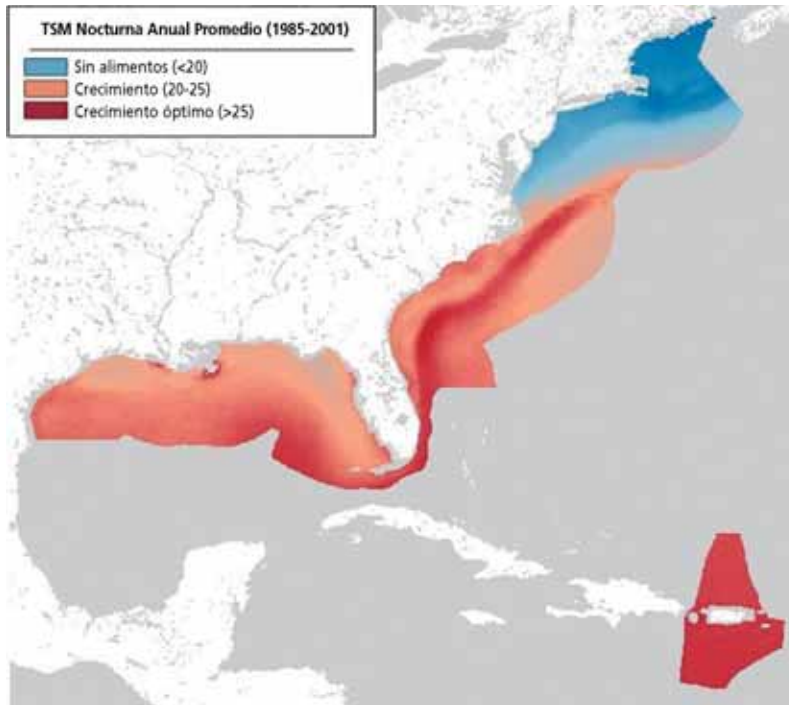 TSM Nocturna Anual Promedio (1985-2001)
Sin alimentos (<20)
Crecimiento (20-25)
Crecimiento óptimo (>25)